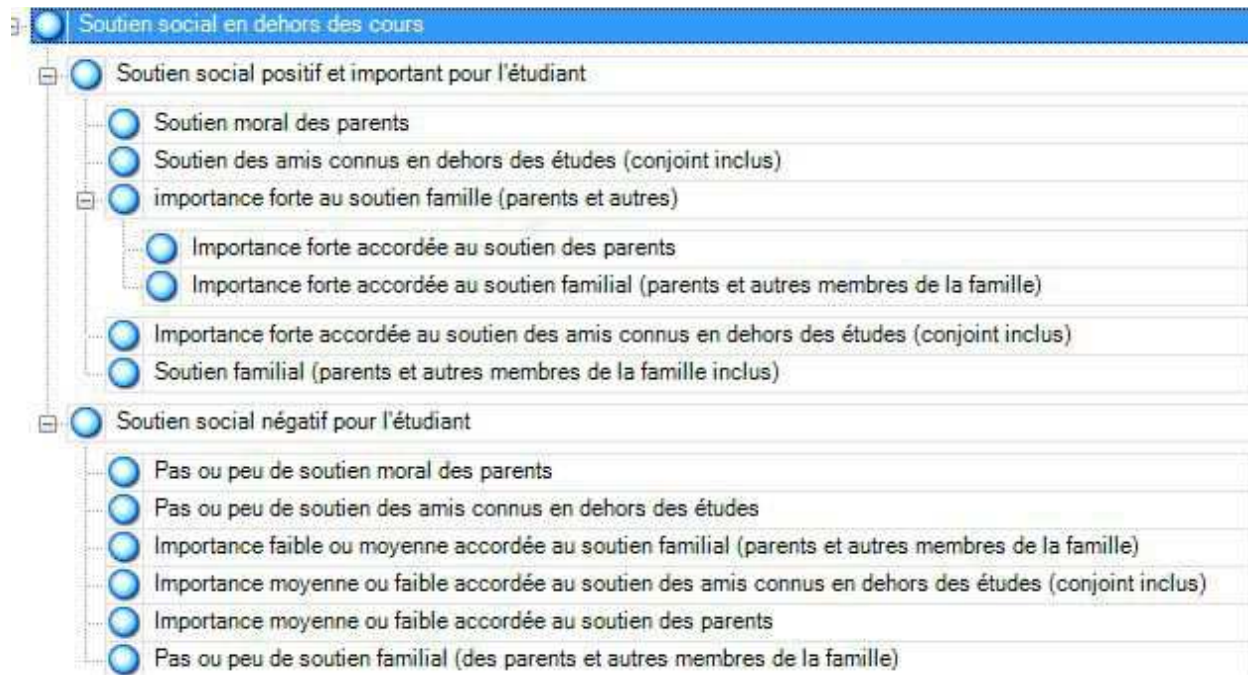 Soutien social en dehors des cours
Soutien social positif et important pour l'étudiant
Soutien moral des parents
Soutien des amis connus en dehors des études (conjoint inclus)
importance forte au soutien famille (parents et autres)
Importance forte accordée au soutien des parents
Importance forte accordée au soutien familial (parents et autres membres de la famille)
Importance forte accordée au soutien des amis connus en dehors des études (conjoint inclus)
Soutien familial (parents et autres membres de la famille inclus)
Soutien social négatif pour l'étudiant
Pas ou peu de soutien moral des parents
Pas ou peu de soutien des amis connus en dehors des études
Importance faible ou moyenne accordée au soutien familial (parents et autres membres de la famille)
Importance moyenne ou faible accordée au soutien des amis connus en dehors des études (conjoint inclus)
Importance moyenne ou faible accordée au soutien des parents
Pas ou peu de soutien familial (des parents et autres membres de la famille)